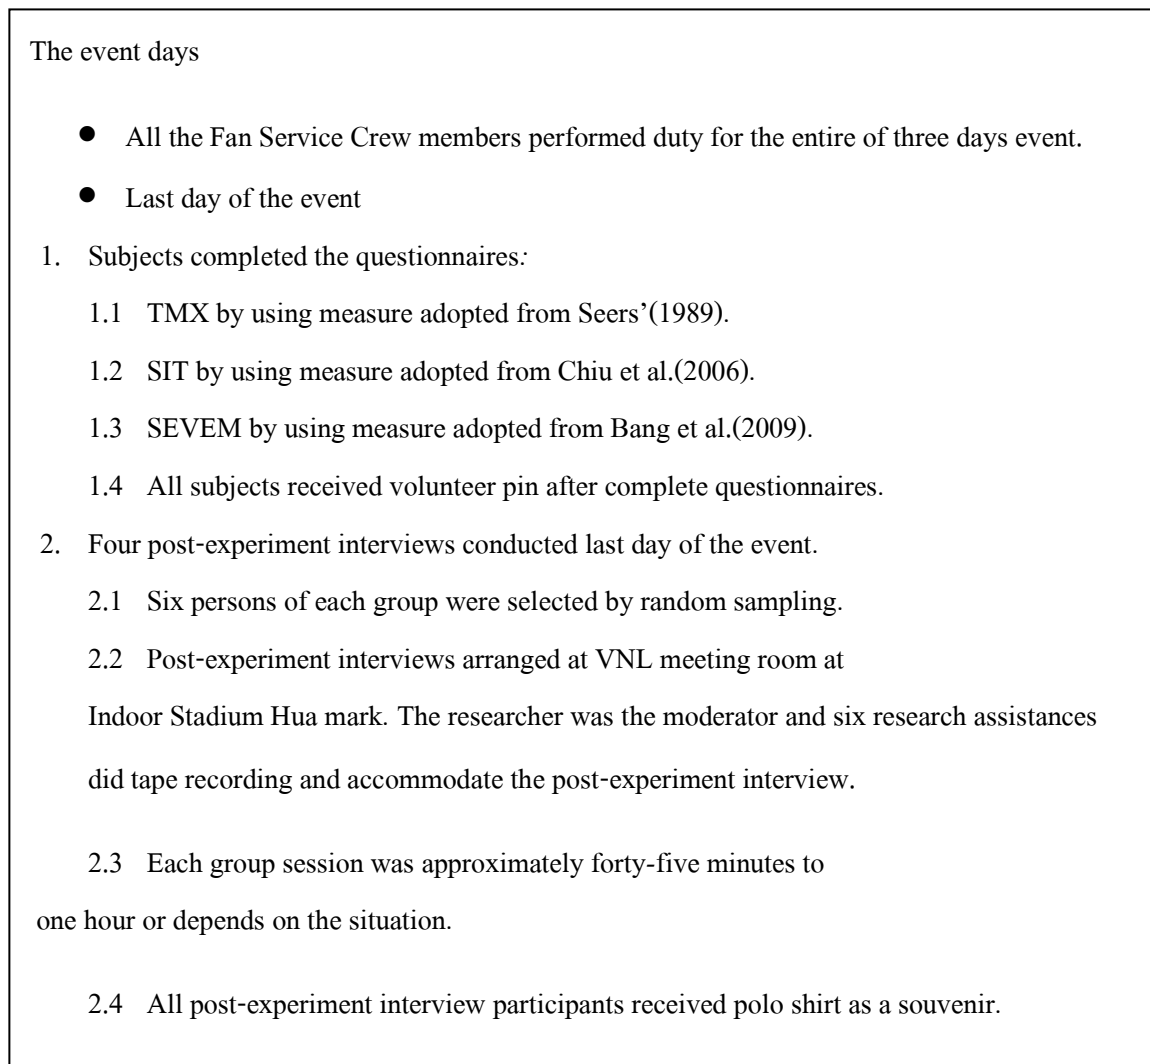 The event days
● All the Fan Service Crew members performed duty for the entire of three days event.
● Last day of the event
1. Subjects completed the questionnaires:
1.1 TMX by using measure adopted from Seers’(1989).
1.2 SIT by using measure adopted from Chiu et al.(2006).
1.3 SEVEM by using measure adopted from Bang et al.(2009).
1.4 All subjects received volunteer pin after complete questionnaires.
2. Four post-experiment interviews conducted last day of the event.
2.1 Six persons of each group were selected by random sampling.
2.2 Post-experiment interviews arranged at VNL meeting room at
Indoor Stadium Hua mark. The researcher was the moderator and six research assistances
did tape recording and accommodate the post-experiment interview.
2.3 Each group session was approximately forty-five minutes to
one hour or depends on the situation.
2.4 All post-experiment interview participants received polo shirt as a souvenir.